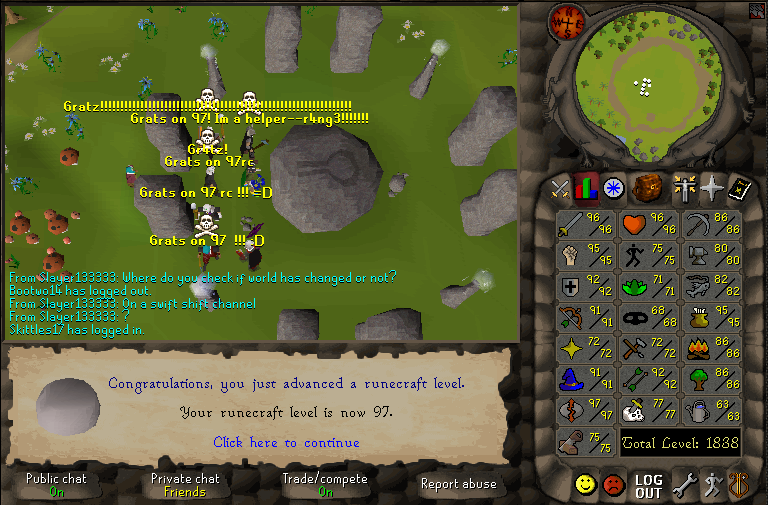 Gratz!!!!!!!!!!!!!!!!!!!!!!!!!!!!!!!!!!!!!!!!!!!!!!!!!!!!!!!!!!!!!!!!!!!!!!
Grats on 97! Im a helper--r4ng3!!!!!!!
Gr4tz!
Grats on 97rc
Grats on 97 rc !!! =D
Grats on 97 !!! :D
From Slayer133333: Where do you check if world has changed or not?
Bootwo14 has logged out.
From Slayer133333: On a swift shift channel
From Slayer133333: ?
Skittles17 has logged in.
Congratulations, you just advanced a runecraft level.
Your runecraft level is now 97.
Click here to continue
Public chat
On
Private chat
Friends
Trade/compete
On
Report abuse
96/96 96/96 86/86
95/95 75/75 80/80
92/92 71/71 82/82
91/91 68/68 95/95
72/72 72/72 86/86
91/91 92/92 86/86
97/97 77/77 63/63
75/75 Total Level: 1838
LOG
OUT